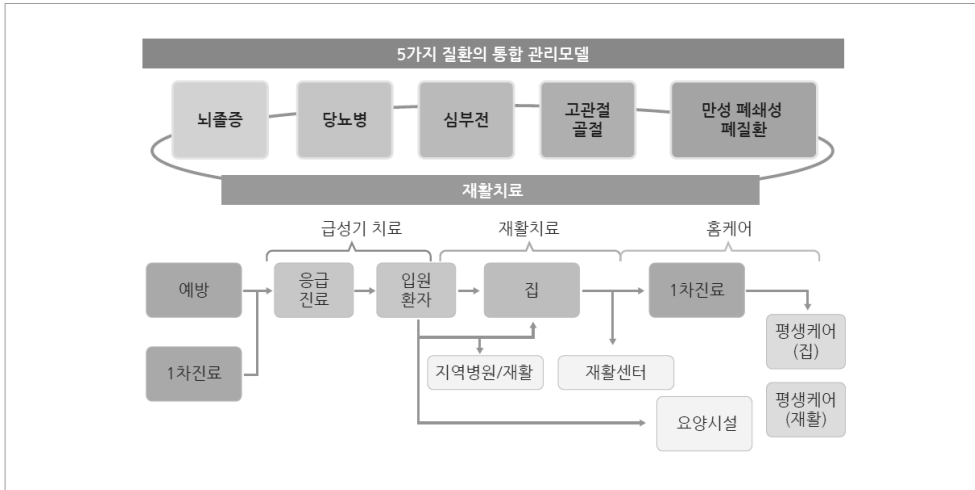 5가지 질환의 통합 관리모델
뇌졸증
당뇨병
심부전
고관절
골절
만성 폐쇄성
폐질환
재활치료
급성기 치료
재활치료
홈케어
예방
응급
진료
입원
환자
집
1차진료
평생케어
(집)
1차진료
지역병원/재활
재활센터
평생케어
(재활)
요양시설